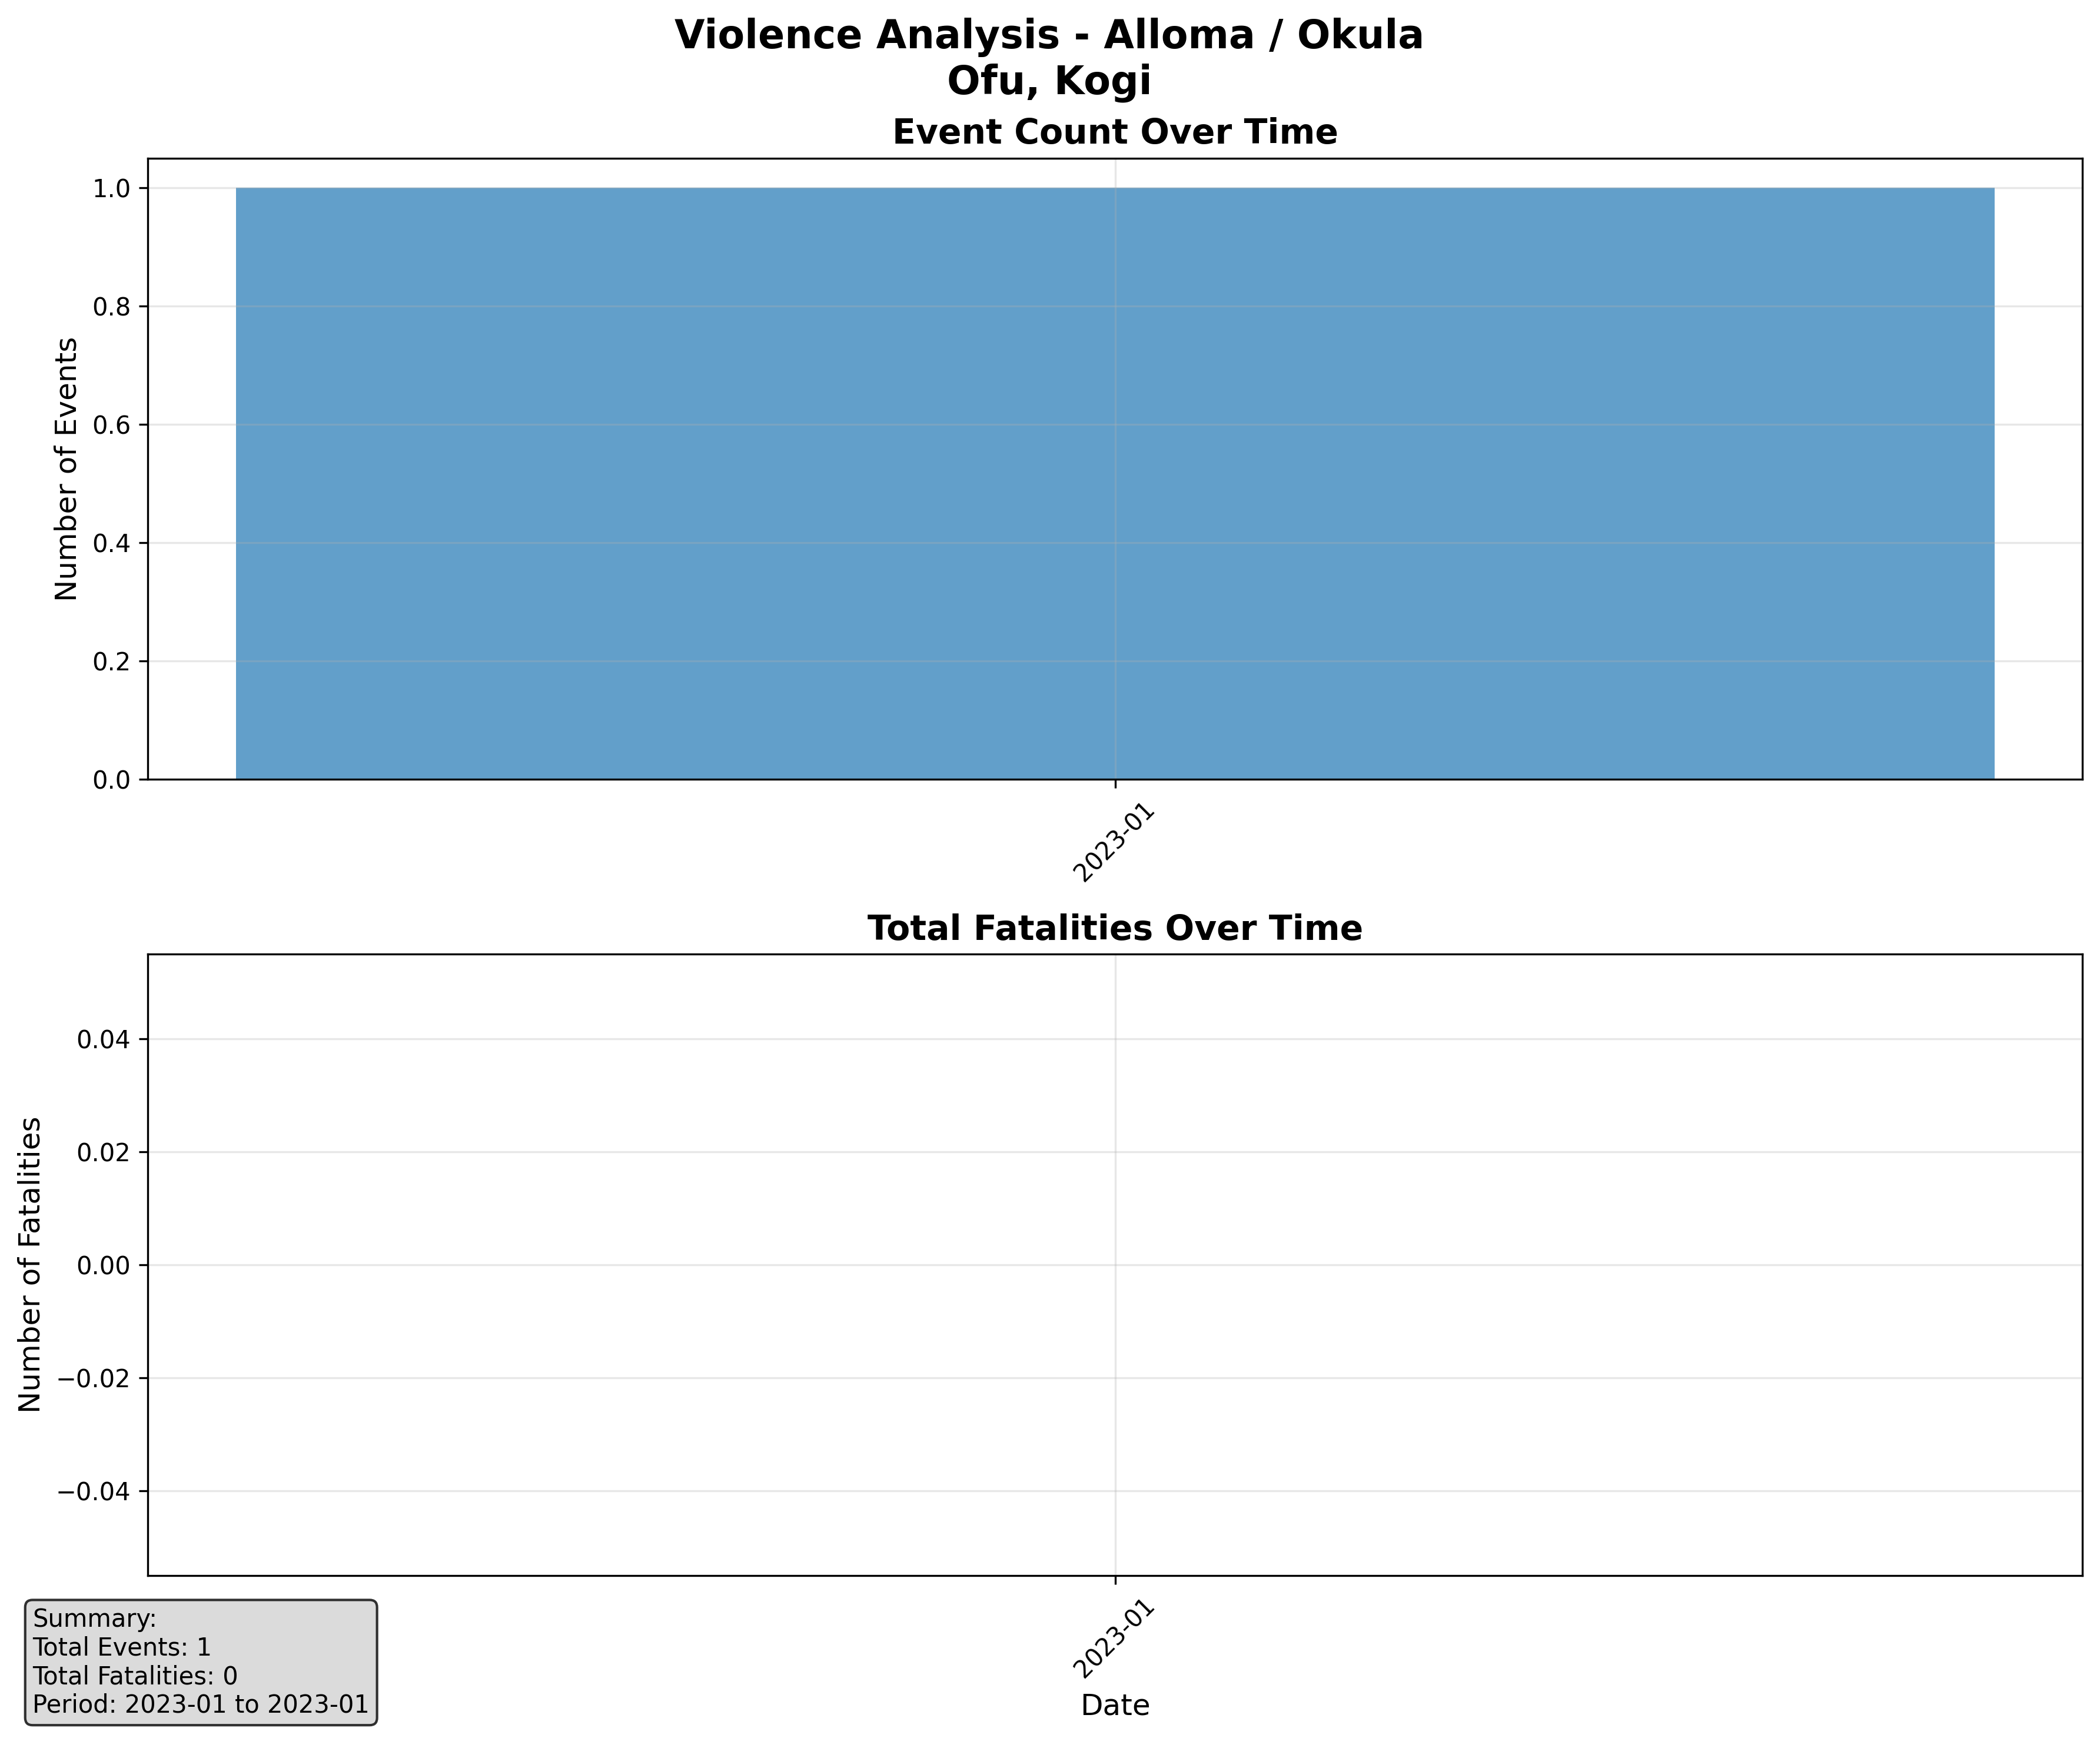 Violence Analysis - Alloma / Okula
Ofu, Kogi
Event Count Over Time
1.0
0.8
0.6
0.4
0.2
0.0
Number of Events
2023-01
Total Fatalities Over Time
0.04
0.02
0.00
−0.02
−0.04
Number of Fatalities
2023-01
Date
Summary:
Total Events: 1
Total Fatalities: 0
Period: 2023-01 to 2023-01